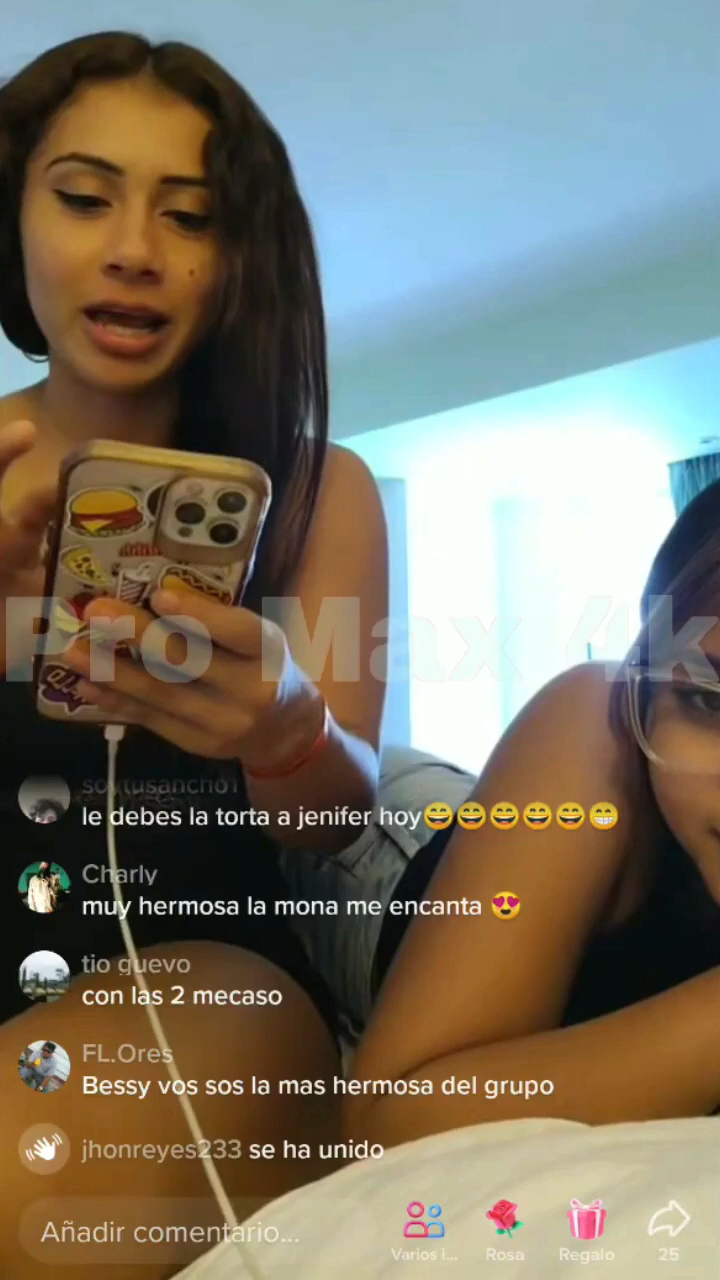 Pro Max 4k
soytusancho1
le debes la torta a jenifer hoy😄😄😄😄😄😁
Charly
muy hermosa la mona me encanta 😍
tio guevo
con las 2 mecaso
FL.Ores
Bessy vos sos la mas hermosa del grupo
jhonreyes233 se ha unido
Añadir comentario...
Varios i...
Rosa
Regalo
25